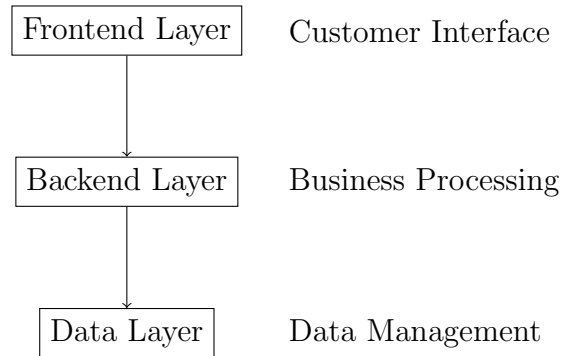 Frontend Layer
Customer Interface
Backend Layer
Business Processing
Data Layer
Data Management